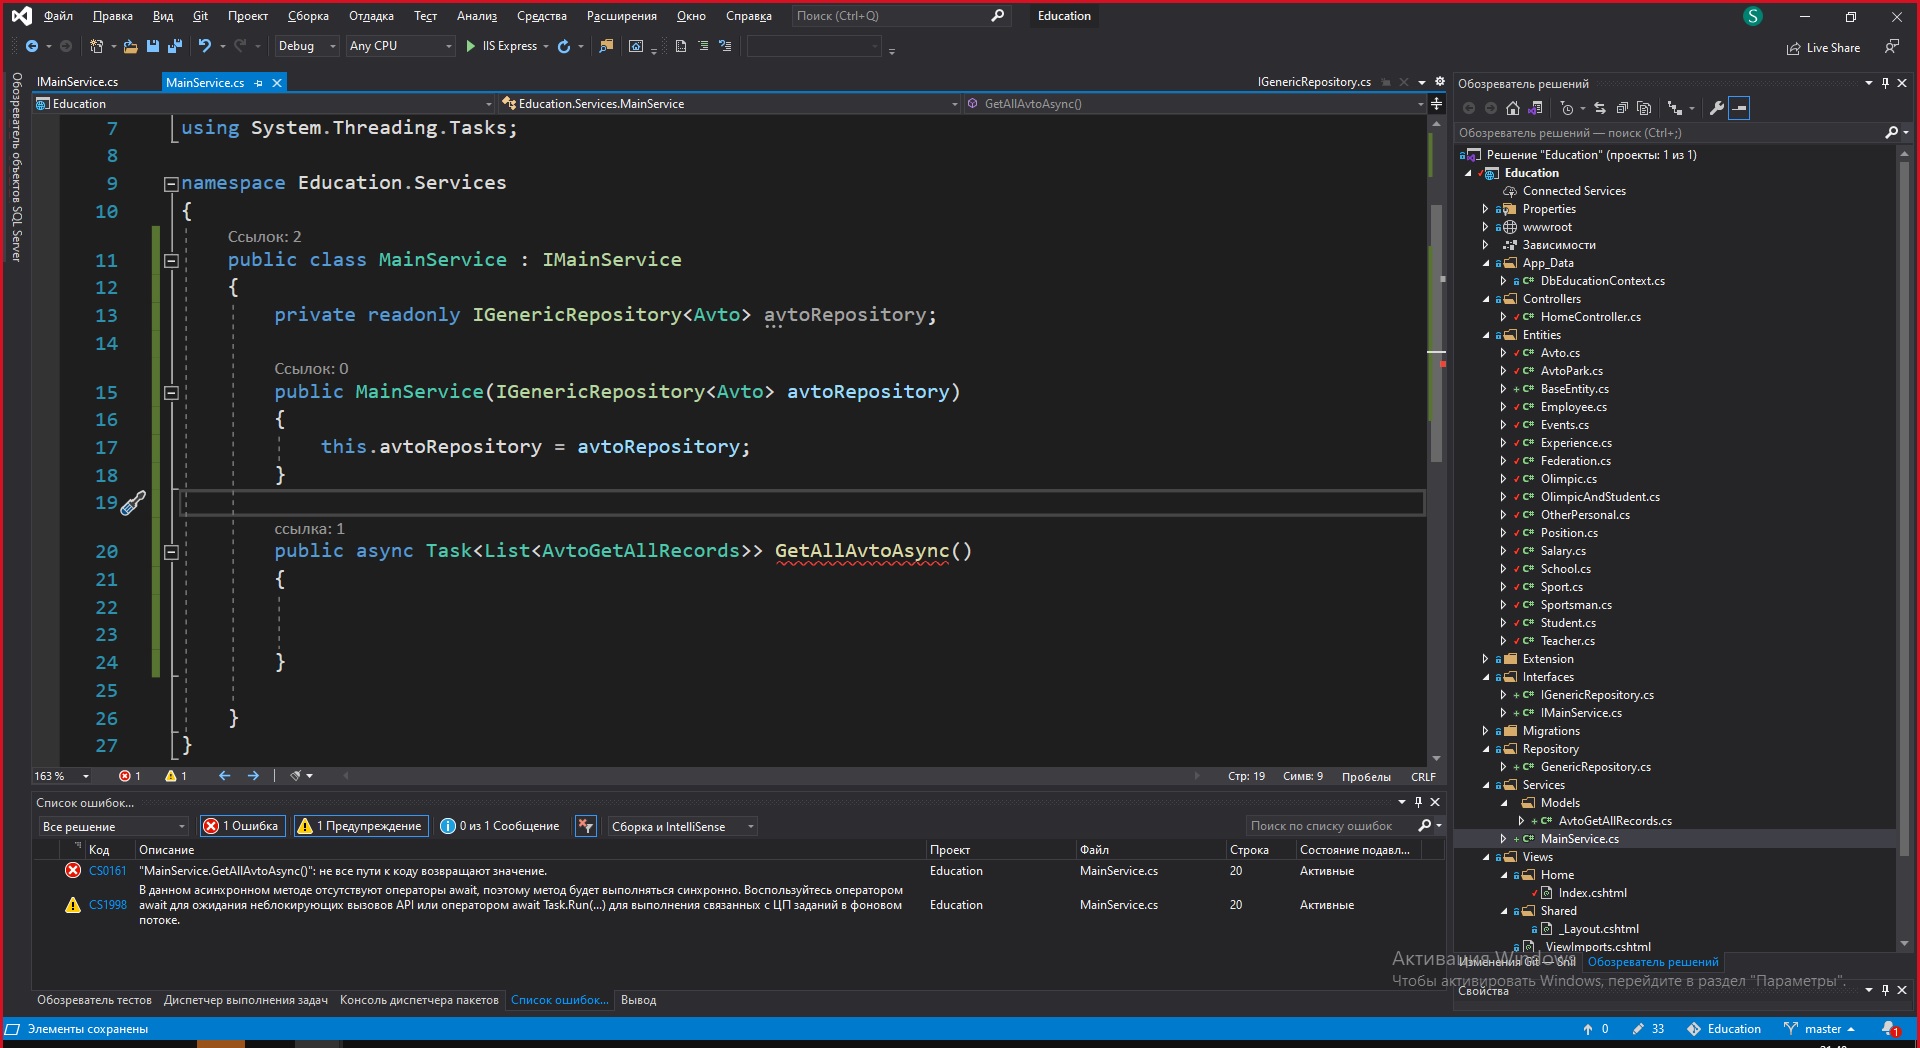 Файл Правка Вид Git Проект Сборка Отладка Тест Анализ Средства Расширения Окно Справка Поиск (Ctrl+Q) Education S
Debug Any CPU IIS Express Live Share
Обозреватель объектов SQL Server
IMainService.cs MainService.cs IGenericRepository.cs
Education Education.Services.MainService GetAllAvtoAsync()
7 using System.Threading.Tasks;
8
9 namespace Education.Services
10 {
Ссылок: 2
11 public class MainService : IMainService
12 {
13 private readonly IGenericRepository<Avto> avtoRepository;
14
Ссылок: 0
15 public MainService(IGenericRepository<Avto> avtoRepository)
16 {
17 this.avtoRepository = avtoRepository;
18 }
19
ссылка: 1
20 public async Task<List<AvtoGetAllRecords>> GetAllAvtoAsync()
21 {
22
23
24 }
25
26 }
27 }
163 % 1 1 Стр: 19 Симв: 9 Пробелы CRLF
Список ошибок...
Все решение 1 Ошибка 1 Предупреждение 0 из 1 Сообщение Сборка и IntelliSense Поиск по списку ошибок
Код Описание Проект Файл Строка Состояние подавл...
CS0161 "MainService.GetAllAvtoAsync()": не все пути к коду возвращают значение. Education MainService.cs 20 Активные
CS1998 В данном асинхронном методе отсутствуют операторы await, поэтому метод будет выполняться синхронно. Воспользуйтесь оператором
await для ожидания неблокирующих вызовов API или оператором await Task.Run(...) для выполнения связанных с ЦП заданий в фоновом
потоке. Education MainService.cs 20 Активные
Обозреватель тестов Диспетчер выполнения задач Консоль диспетчера пакетов Список ошибок... Вывод
Обозреватель решений
Обозреватель решений — поиск (Ctrl+;)
Решение "Education" (проекты: 1 из 1)
Education
Connected Services
Properties
wwwroot
Зависимости
App_Data
C# DbEducationContext.cs
Controllers
C# HomeController.cs
Entities
C# Avto.cs
C# AvtoPark.cs
C# BaseEntity.cs
C# Employee.cs
C# Events.cs
C# Experience.cs
C# Federation.cs
C# Olimpic.cs
C# OlimpicAndStudent.cs
C# OtherPersonal.cs
C# Position.cs
C# Salary.cs
C# School.cs
C# Sport.cs
C# Sportsman.cs
C# Student.cs
C# Teacher.cs
Extension
Interfaces
C# IGenericRepository.cs
C# IMainService.cs
Migrations
Repository
C# GenericRepository.cs
Services
Models
C# AvtoGetAllRecords.cs
C# MainService.cs
Views
Home
Index.cshtml
Shared
_Layout.cshtml
_ViewImports.cshtml
Изменения Git — Snil Обозреватель решений
Свойства
Активация Windows
Чтобы активировать Windows, перейдите в раздел "Параметры".
Элементы сохранены 0 33 Education master 1